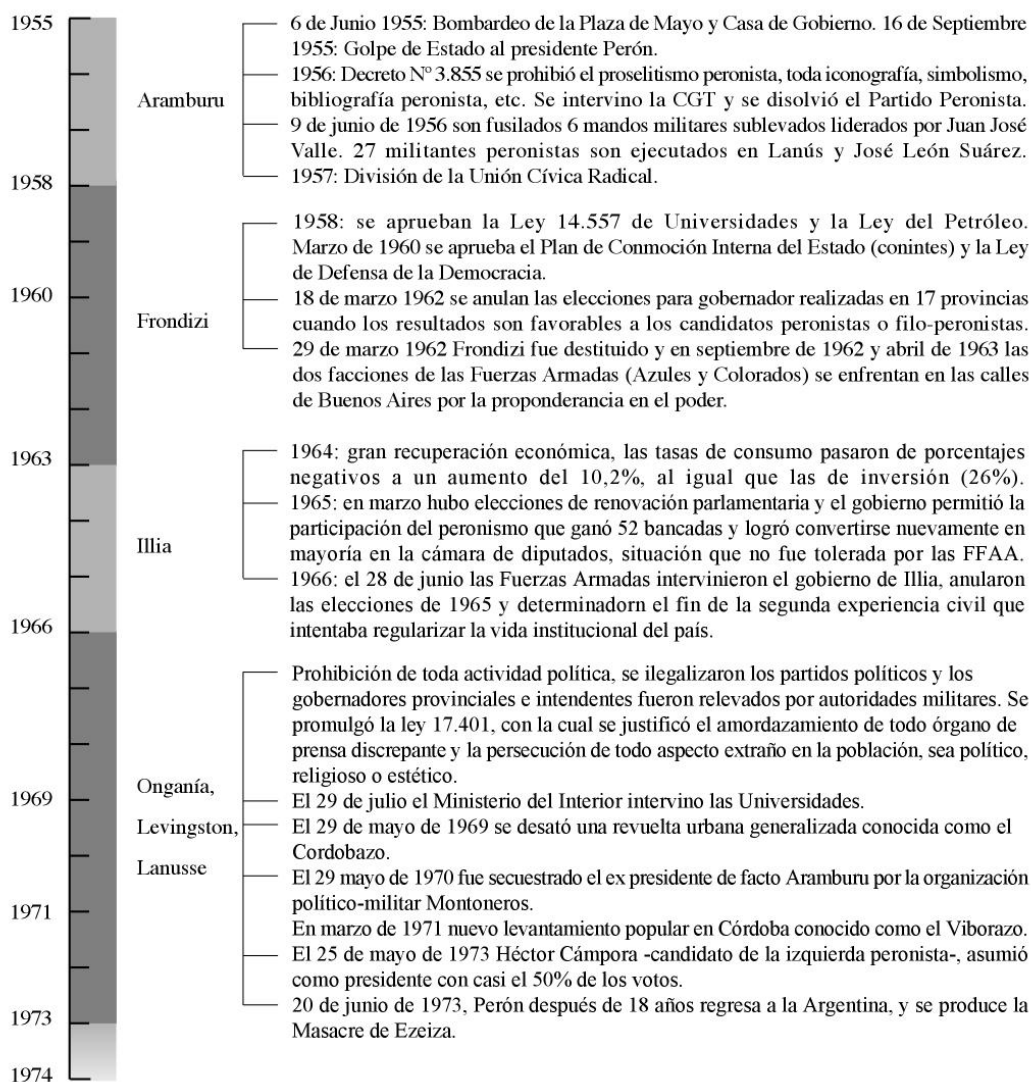 1955
6 de Junio 1955: Bombardeo de la Plaza de Mayo y Casa de Gobierno. 16 de Septiembre
1955: Golpe de Estado al presidente Perón.
1956: Decreto Nº 3.855 se prohibió el proselitismo peronista, toda iconografía, simbolismo,
Aramburu
bibliografía peronista, etc. Se intervino la CGT y se disolvió el Partido Peronista.
9 de junio de 1956 son fusilados 6 mandos militares sublevados liderados por Juan José
Valle. 27 militantes peronistas son ejecutados en Lanús y José León Suárez.
1957: División de la Unión Cívica Radical.
1958
1958: se aprueban la Ley 14.557 de Universidades y la Ley del Petróleo.
Marzo de 1960 se aprueba el Plan de Conmoción Interna del Estado (conintes) y la Ley
de Defensa de la Democracia.
1960
18 de marzo 1962 se anulan las elecciones para gobernador realizadas en 17 provincias
Frondizi
cuando los resultados son favorables a los candidatos peronistas o filo-peronistas.
29 de marzo 1962 Frondizi fue destituido y en septiembre de 1962 y abril de 1963 las
dos facciones de las Fuerzas Armadas (Azules y Colorados) se enfrentan en las calles
de Buenos Aires por la proponderancia en el poder.
1963
1964: gran recuperación económica, las tasas de consumo pasaron de porcentajes
negativos a un aumento del 10,2%, al igual que las de inversión (26%).
1965: en marzo hubo elecciones de renovación parlamentaria y el gobierno permitió la
participación del peronismo que ganó 52 bancadas y logró convertirse nuevamente en
Illia
mayoría en la cámara de diputados, situación que no fue tolerada por las FFAA.
1966: el 28 de junio las Fuerzas Armadas intervinieron el gobierno de Illia, anularon
las elecciones de 1965 y determinadorn el fin de la segunda experiencia civil que
intentaba regularizar la vida institucional del país.
1966
Prohibición de toda actividad política, se ilegalizaron los partidos políticos y los
gobernadores provinciales e intendentes fueron relevados por autoridades militares. Se
promulgó la ley 17.401, con la cual se justificó el amordazamiento de todo órgano de
prensa discrepante y la persecución de todo aspecto extraño en la población, sea político,
religioso o estético.
Onganía,
1969
El 29 de julio el Ministerio del Interior intervino las Universidades.
Levingston,
El 29 de mayo de 1969 se desató una revuelta urbana generalizada conocida como el
Cordobazo.
Lanusse
El 29 mayo de 1970 fue secuestrado el ex presidente de facto Aramburu por la organización
político-militar Montoneros.
1971
En marzo de 1971 nuevo levantamiento popular en Córdoba conocido como el Viborazo.
El 25 de mayo de 1973 Héctor Cámpora -candidato de la izquierda peronista-, asumió
como presidente con casi el 50% de los votos.
20 de junio de 1973, Perón después de 18 años regresa a la Argentina, y se produce la
1973
Masacre de Ezeiza.
1974